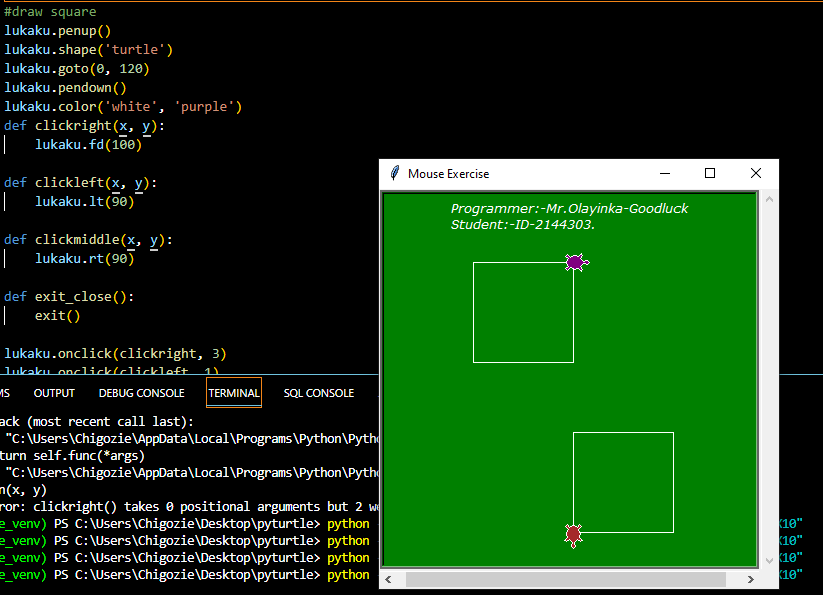 #draw square
lukaku.penup()
lukaku.shape('turtle')
lukaku.goto(0, 120)
lukaku.pendown()
lukaku.color('white', 'purple')
def clickright(x, y):
lukaku.fd(100)
def clickleft(x, y):
lukaku.lt(90)
def clickmiddle(x, y):
lukaku.rt(90)
def exit_close():
exit()
lukaku.onclick(clickright, 3)
lukaku.onclick(clickleft, 1)
Mouse Exercise
Programmer:-Mr.Olayinka-Goodluck
Student:-ID-2144303.
MS OUTPUT DEBUG CONSOLE TERMINAL SQL CONSOLE
ack (most recent call last):
"C:\Users\Chigozie\AppData\Local\Programs\Python\Pytho
turn self.func(*args)
"C:\Users\Chigozie\AppData\Local\Programs\Python\Pytho
n(x, y)
ror: clickright() takes 0 positional arguments but 2 we
e_venv) PS C:\Users\Chigozie\Desktop\pyturtle> python X10"
e_venv) PS C:\Users\Chigozie\Desktop\pyturtle> python X10"
e_venv) PS C:\Users\Chigozie\Desktop\pyturtle> python X10"
e_venv) PS C:\Users\Chigozie\Desktop\pyturtle> python X10"